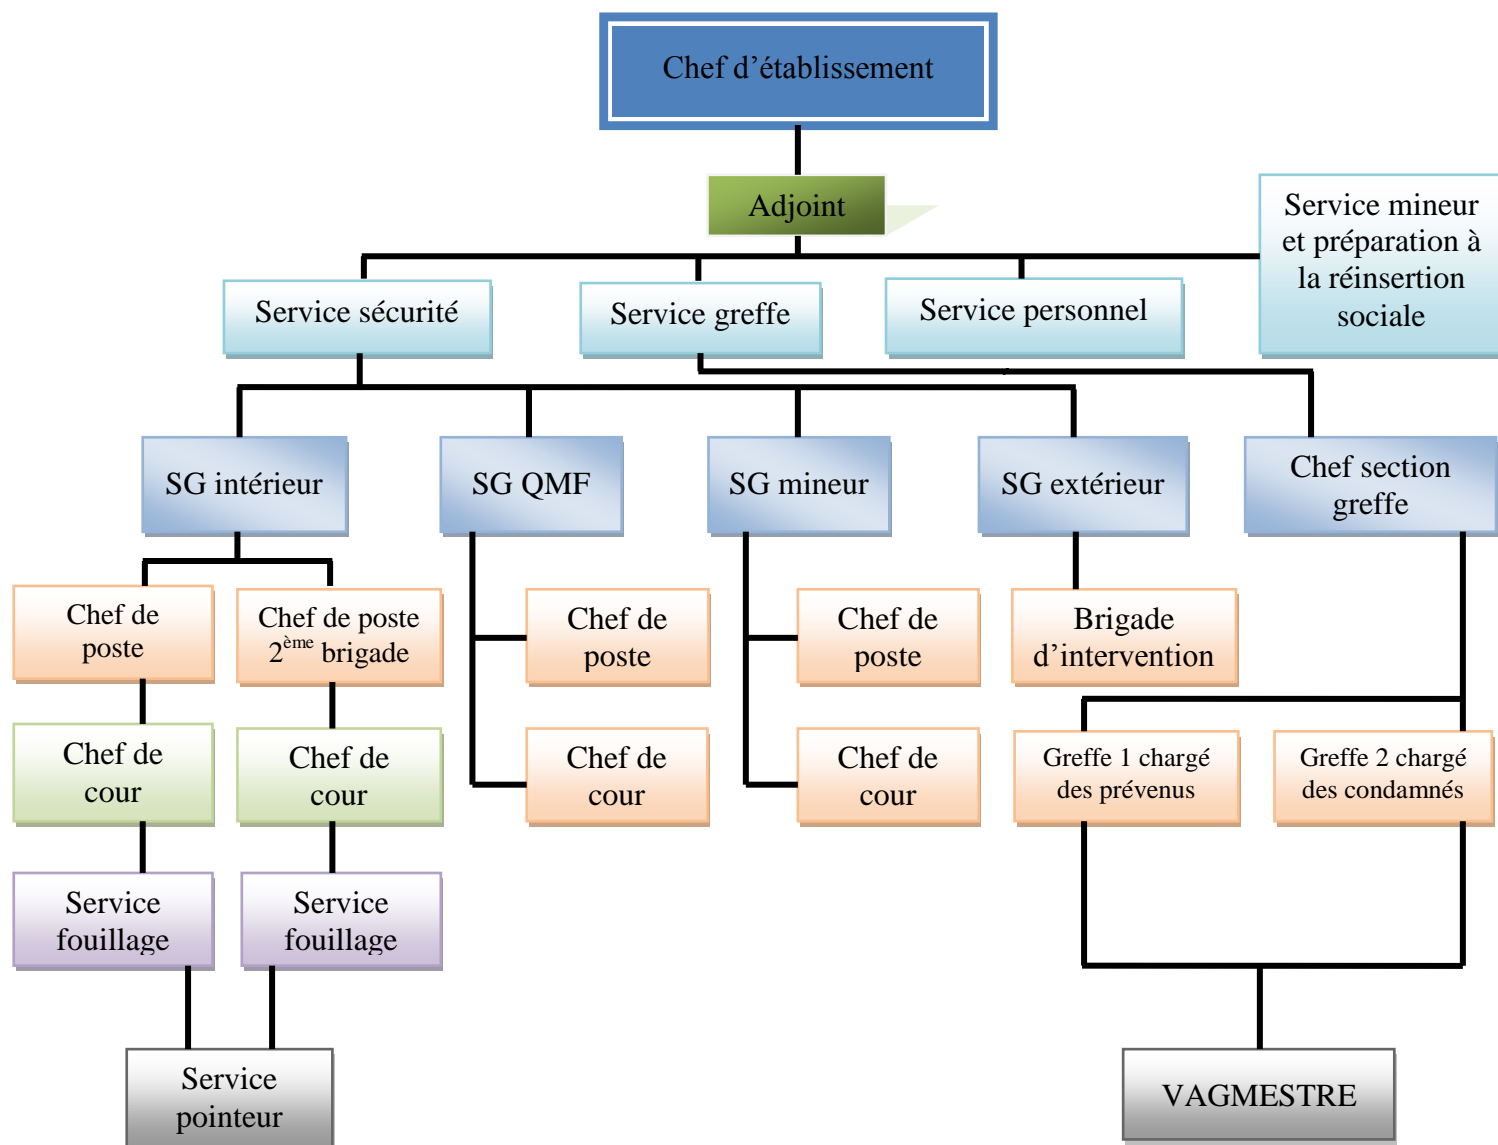 Chef d'établissement
Adjoint
Service mineur
et préparation à
la réinsertion
sociale
Service sécurité
Service greffe
Service personnel
SG intérieur
SG QMF
SG mineur
SG extérieur
Chef section
greffe
Chef de
poste
Chef de poste
2ème brigade
Chef de
poste
Chef de
poste
Brigade
d'intervention
Chef de
cour
Chef de
cour
Chef de
cour
Chef de
cour
Greffe 1 chargé
des prévenus
Greffe 2 chargé
des condamnés
Service
fouillage
Service
fouillage
Service
pointeur
VAGMESTRE